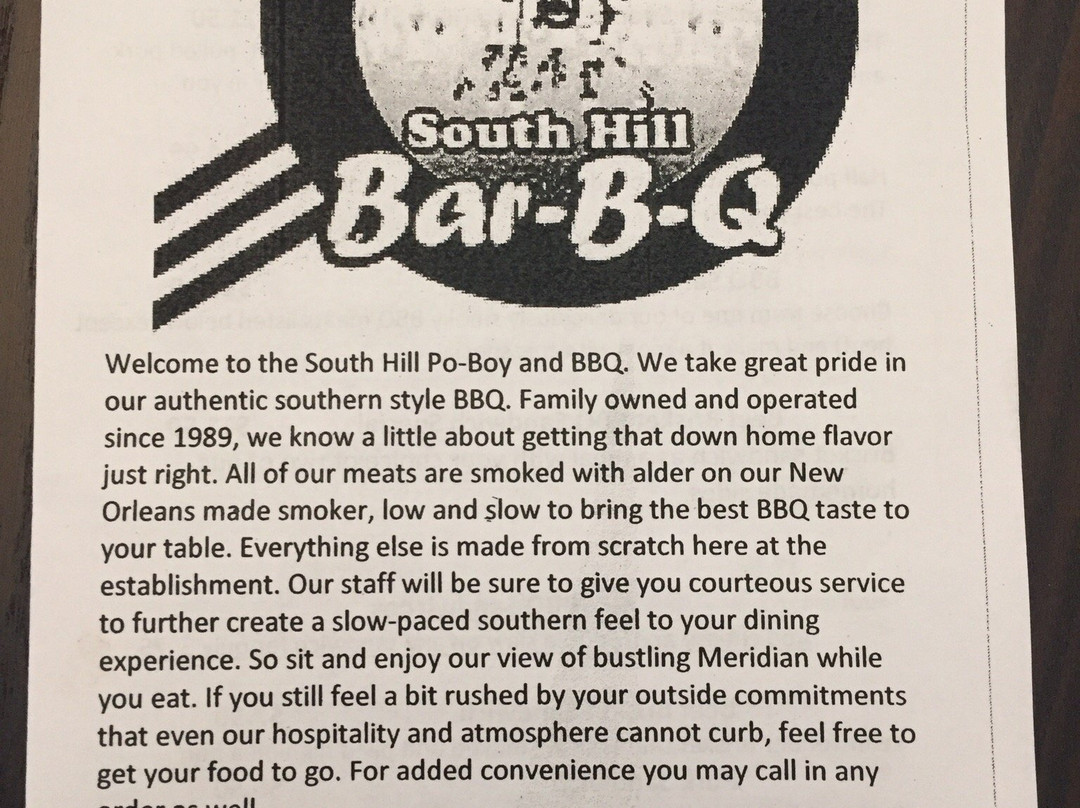 South Hill
Bar-B-Q
Welcome to the South Hill Po-Boy and BBQ. We take great pride in
our authentic southern style BBQ. Family owned and operated
since 1989, we know a little about getting that down home flavor
just right. All of our meats are smoked with alder on our New
Orleans made smoker, low and slow to bring the best BBQ taste to
your table. Everything else is made from scratch here at the
establishment. Our staff will be sure to give you courteous service
to further create a slow-paced southern feel to your dining
experience. So sit and enjoy our view of bustling Meridian while
you eat. If you still feel a bit rushed by your outside commitments
that even our hospitality and atmosphere cannot curb, feel free to
get your food to go. For added convenience you may call in any
order as well